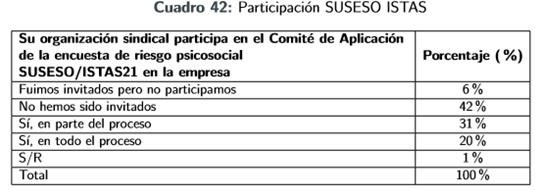 Cuadro 42: Participación SUSESO ISTAS
Su organización sindical participa en el Comité de Aplicación
de la encuesta de riesgo psicosocial
SUSESO/ISTAS21 en la empresa
Porcentaje (%)
Fuimos invitados pero no participamos 6%
No hemos sido invitados 42%
Sí, en parte del proceso 31%
Sí, en todo el proceso 20%
S/R 1%
Total 100%